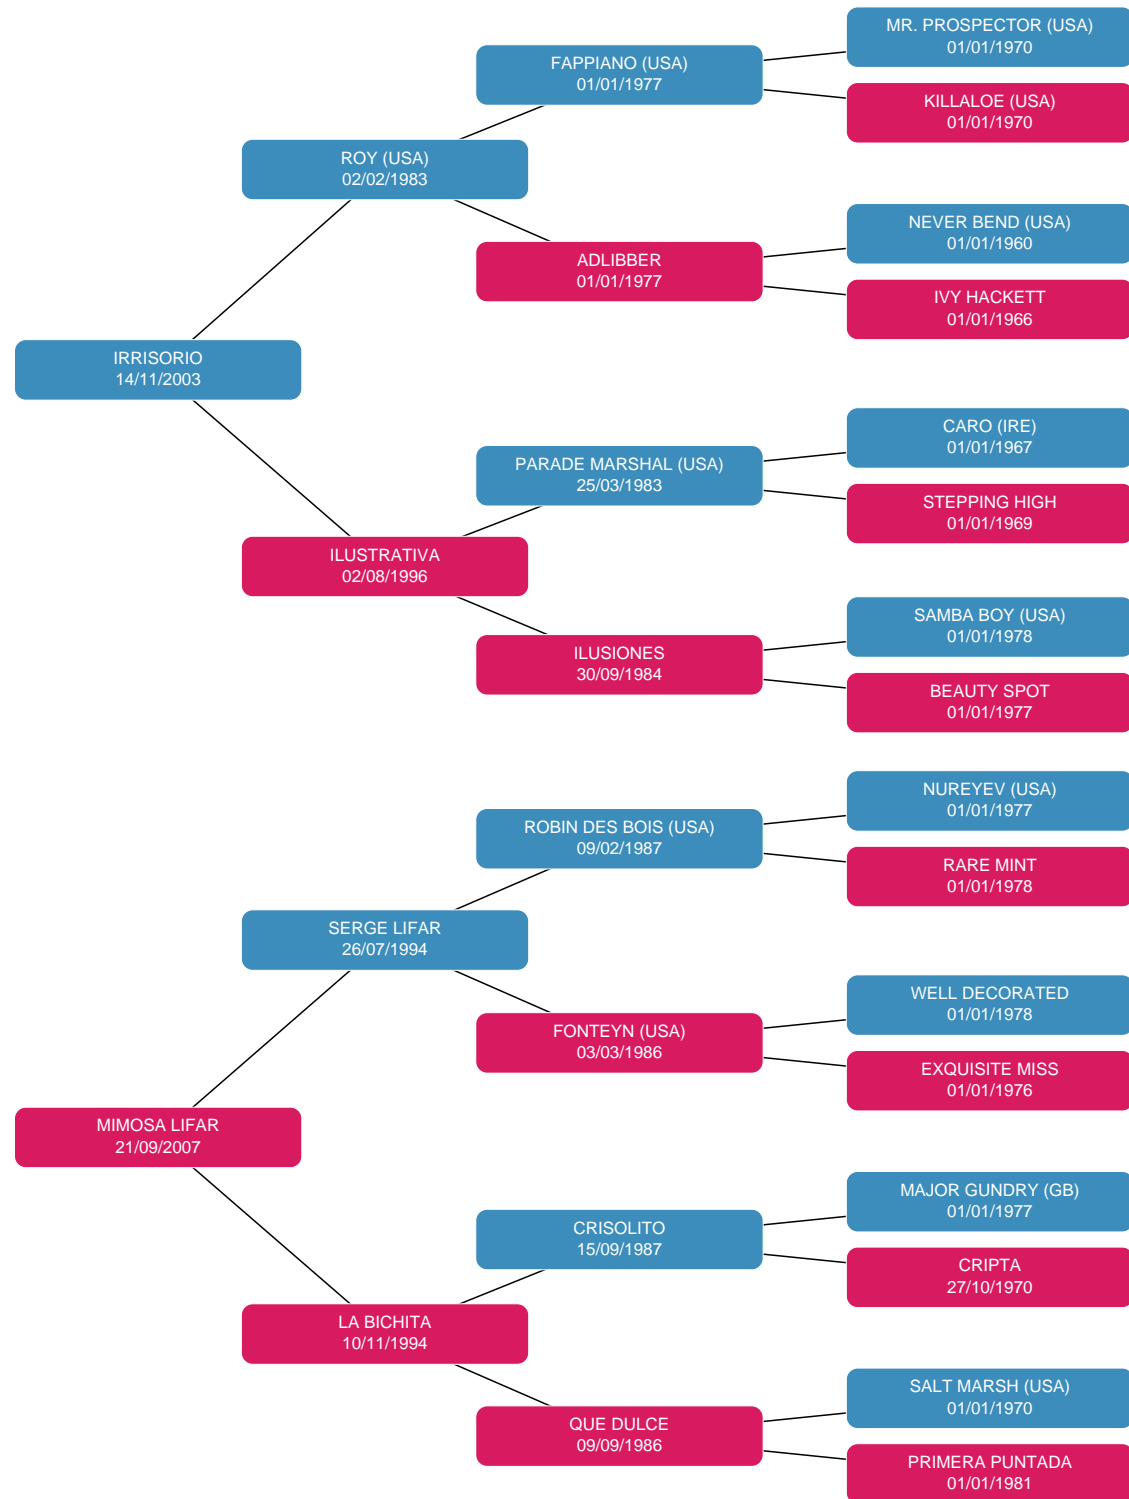 MR. PROSPECTOR (USA)
01/01/1970
FAPPIANO (USA)
01/01/1977
KILLALOE (USA)
01/01/1970
ROY (USA)
02/02/1983
NEVER BEND (USA)
01/01/1960
ADLIBBER
01/01/1977
IVY HACKETT
01/01/1966
IRRISORIO
14/11/2003
CARO (IRE)
01/01/1967
PARADE MARSHAL (USA)
25/03/1983
STEPPING HIGH
01/01/1969
ILUSTRATIVA
02/08/1996
SAMBA BOY (USA)
01/01/1978
ILUSIONES
30/09/1984
BEAUTY SPOT
01/01/1977
NUREYEV (USA)
01/01/1977
ROBIN DES BOIS (USA)
09/02/1987
RARE MINT
01/01/1978
SERGE LIFAR
26/07/1994
WELL DECORATED
01/01/1978
FONTEYN (USA)
03/03/1986
EXQUISITE MISS
01/01/1976
MIMOSA LIFAR
21/09/2007
MAJOR GUNDRY (GB)
01/01/1977
CRISOLITO
15/09/1987
CRIPTA
27/10/1970
LA BICHITA
10/11/1994
SALT MARSH (USA)
01/01/1970
QUE DULCE
09/09/1986
PRIMERA PUNTADA
01/01/1981